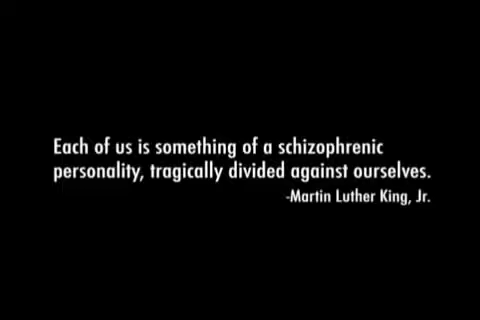 Each of us is something of a schizophrenic
personality, tragically divided against ourselves.
-Martin Luther King, Jr.